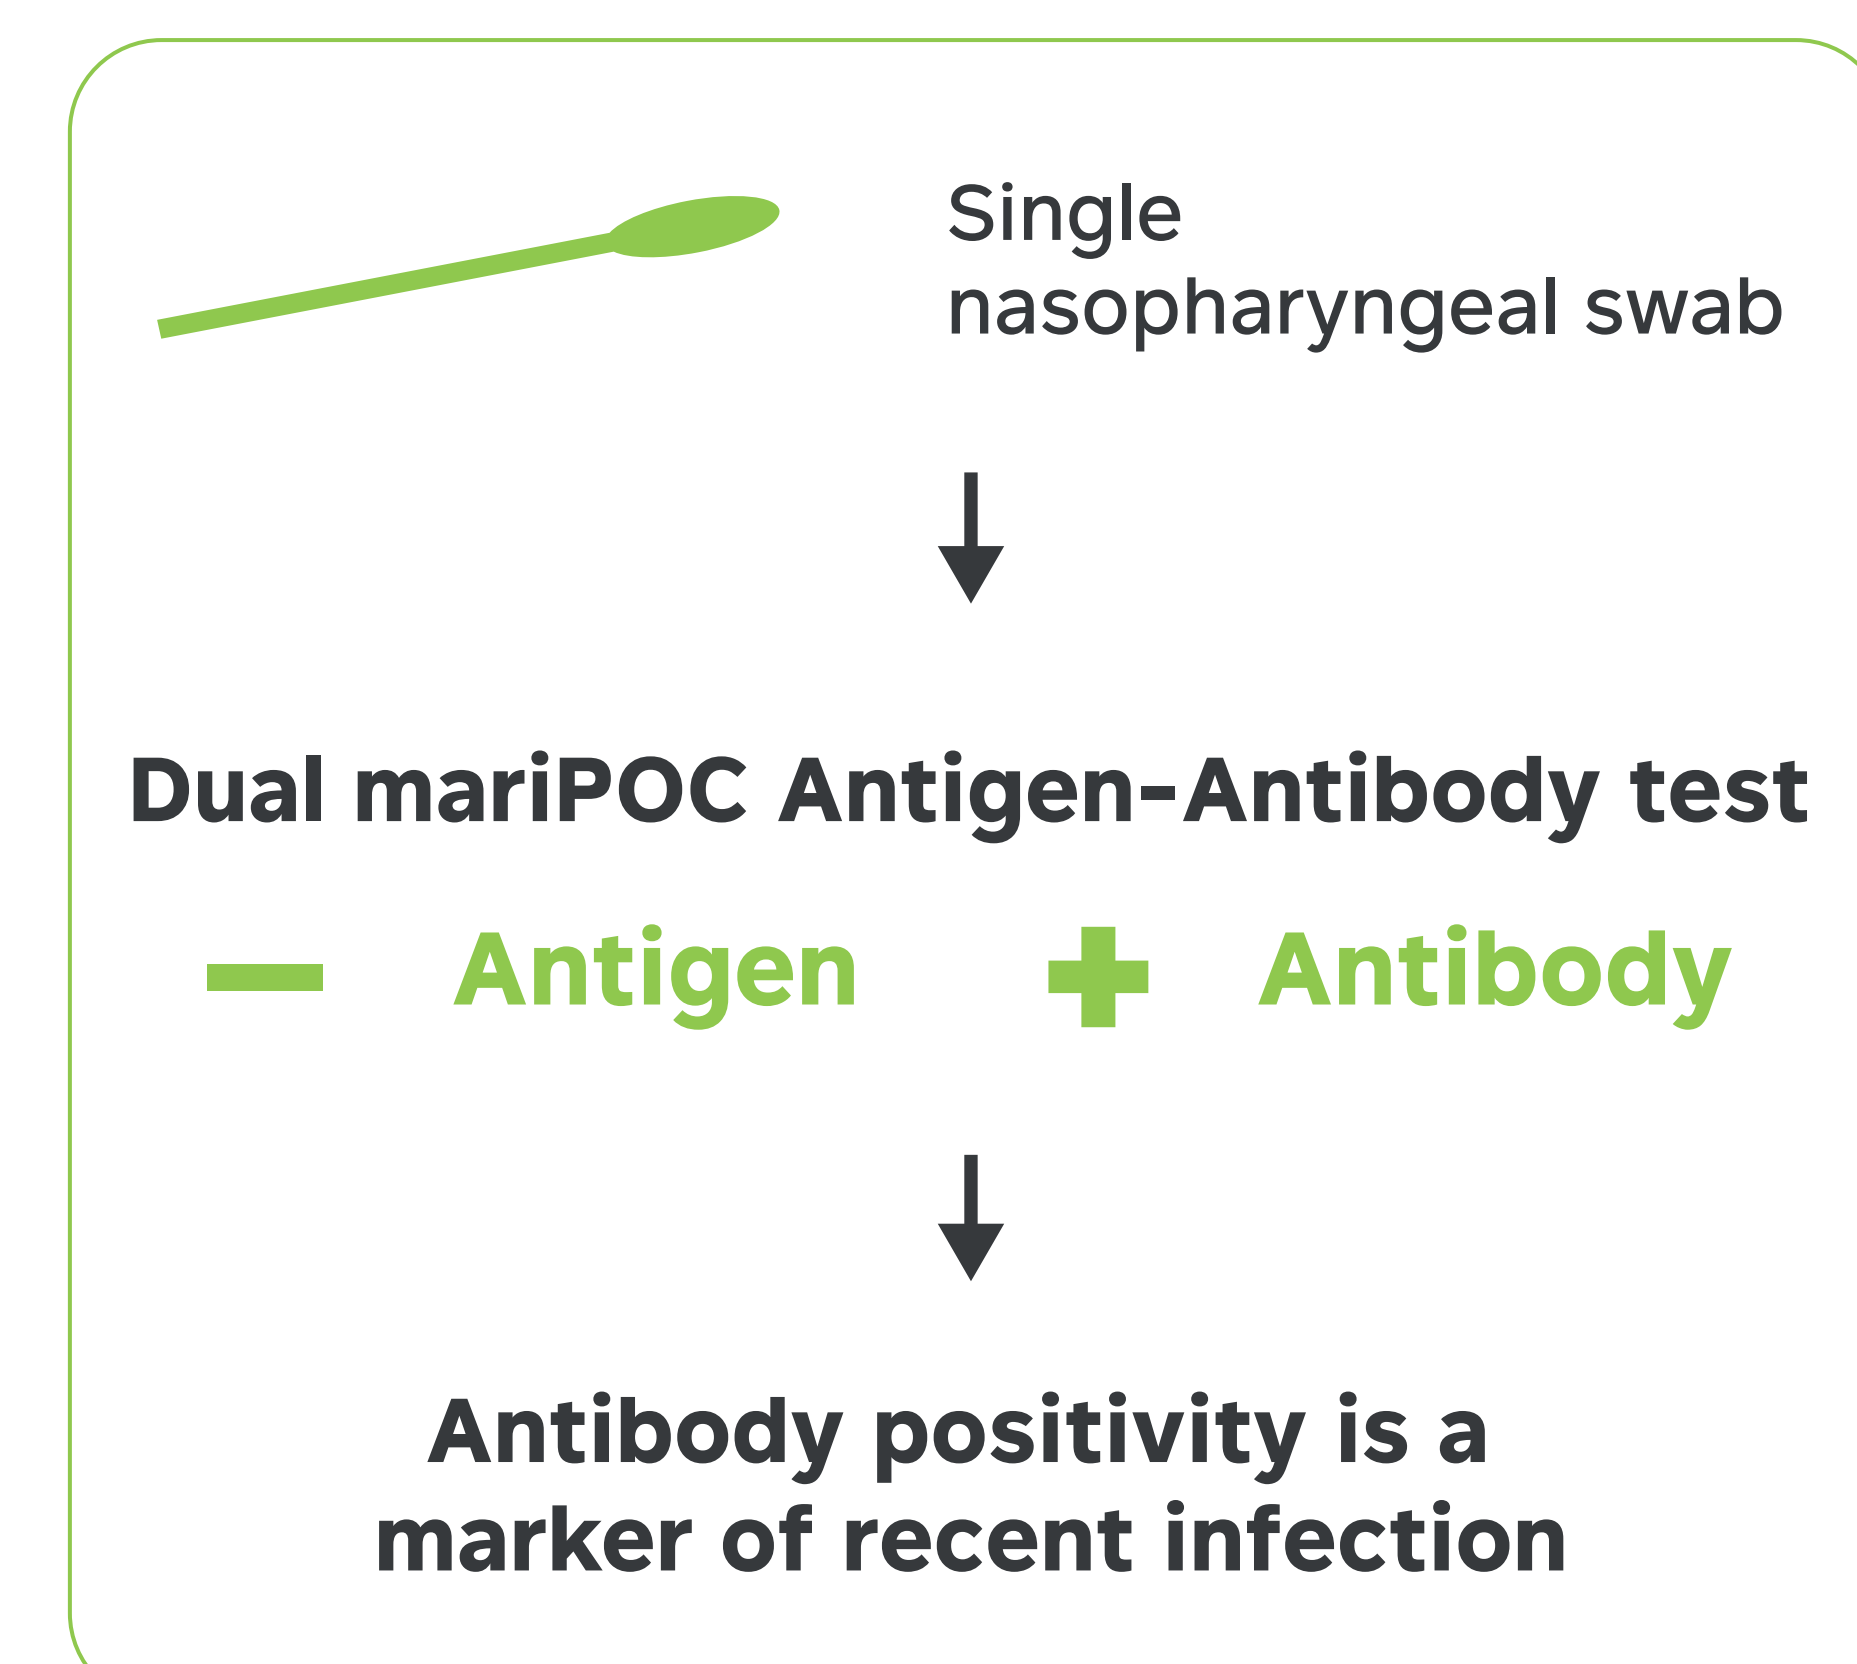 Single
nasopharyngeal swab
Dual mariPOC Antigen-Antibody test
− Antigen + Antibody
Antibody positivity is a
marker of recent infection